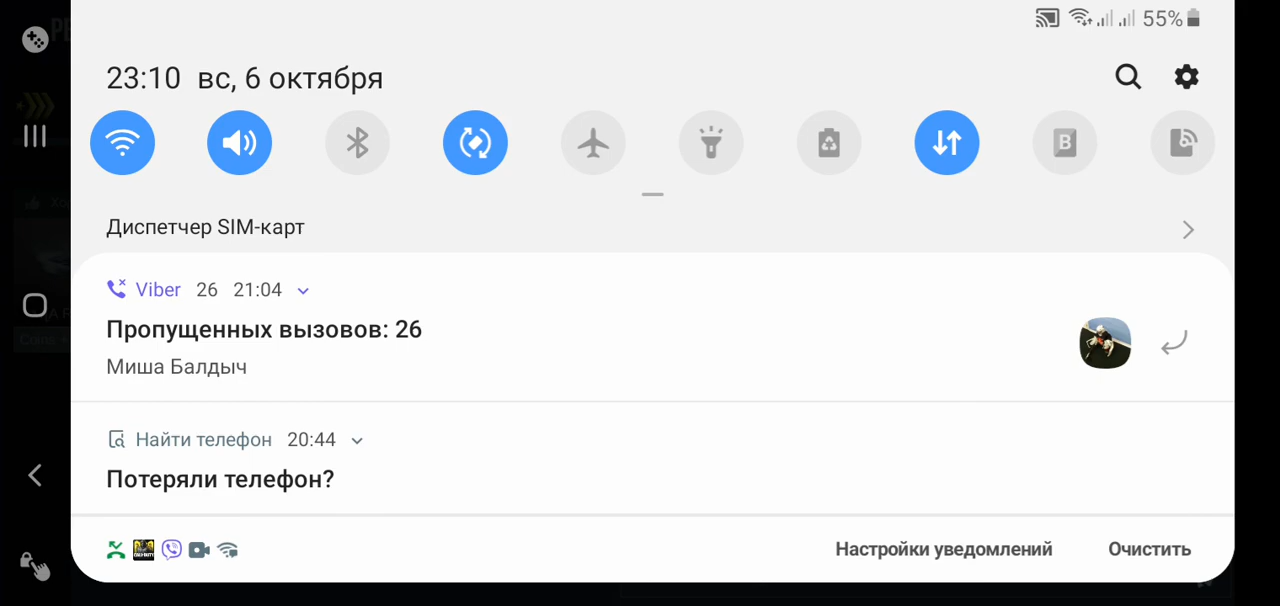 55%
23:10 вс, 6 октября
B
Диспетчер SIM-карт
Viber 26 21:04
Пропущенных вызовов: 26
Миша Балдыч
Найти телефон 20:44
Потеряли телефон?
Настройки уведомлений Очистить